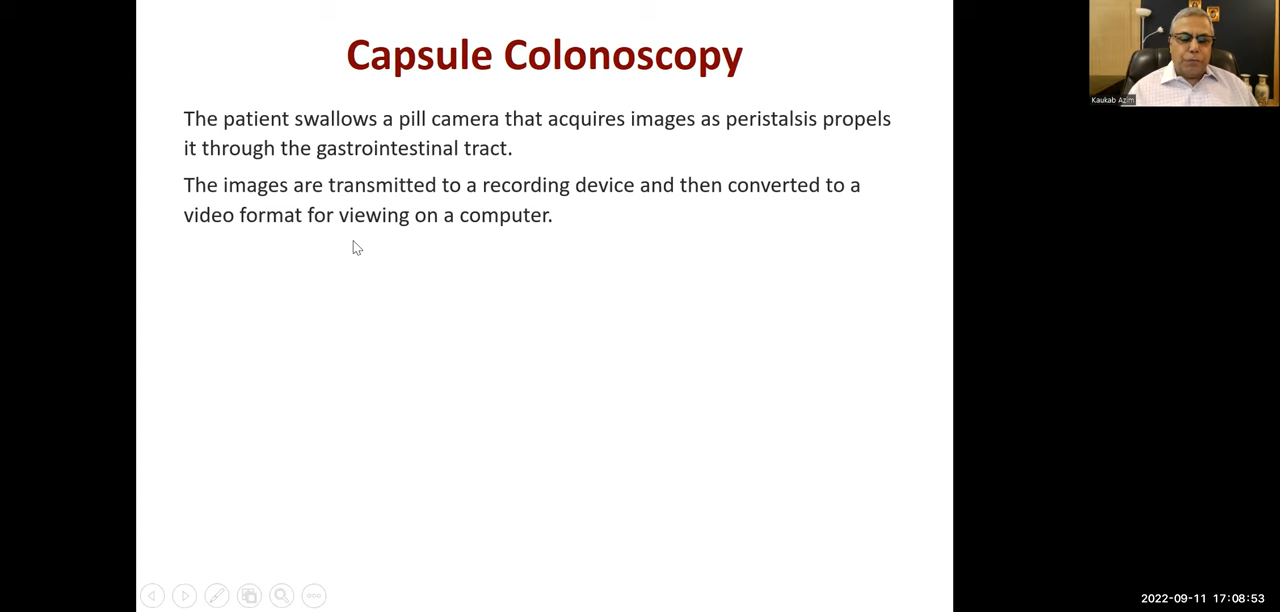 Capsule Colonoscopy
The patient swallows a pill camera that acquires images as peristalsis propels
it through the gastrointestinal tract.
The images are transmitted to a recording device and then converted to a
video format for viewing on a computer.
Kaukab Azim
2022-09-11 17:08:53